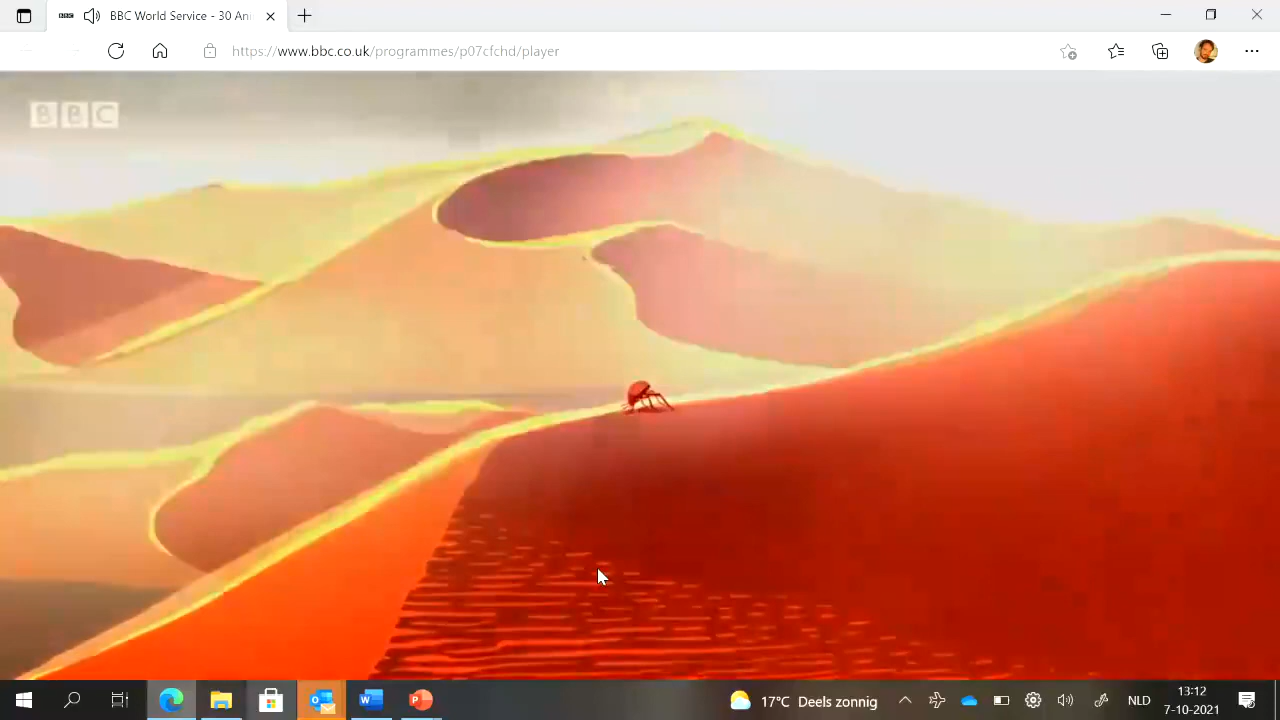 BBC World Service - 30 An
https://www.bbc.co.uk/programmes/p07cfchd/player
BBC
17°C Deels zonnig
NLD
13:12
7-10-2021